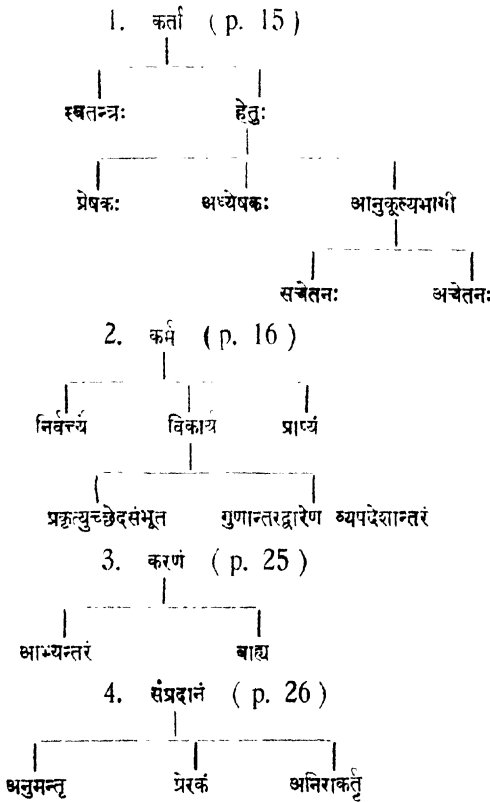 1. कर्ता (p. 15)
स्वतन्त्रः हेतुः
प्रेषकः अध्येषकः आनुकूल्यभागी
सचेतनः अचेतनः
2. कर्म (p. 16)
निर्वर्त्त्यं विकार्यं प्राप्यं
प्रकृत्युच्छेदसंभूत गुणान्तरद्वारेण व्यपदेशान्तरं
3. करणं (p. 25)
आभ्यन्तरं बाह्य
4. संप्रदानं (p. 26)
अनुमन्तृ प्रेरकं अनिराकर्तृ